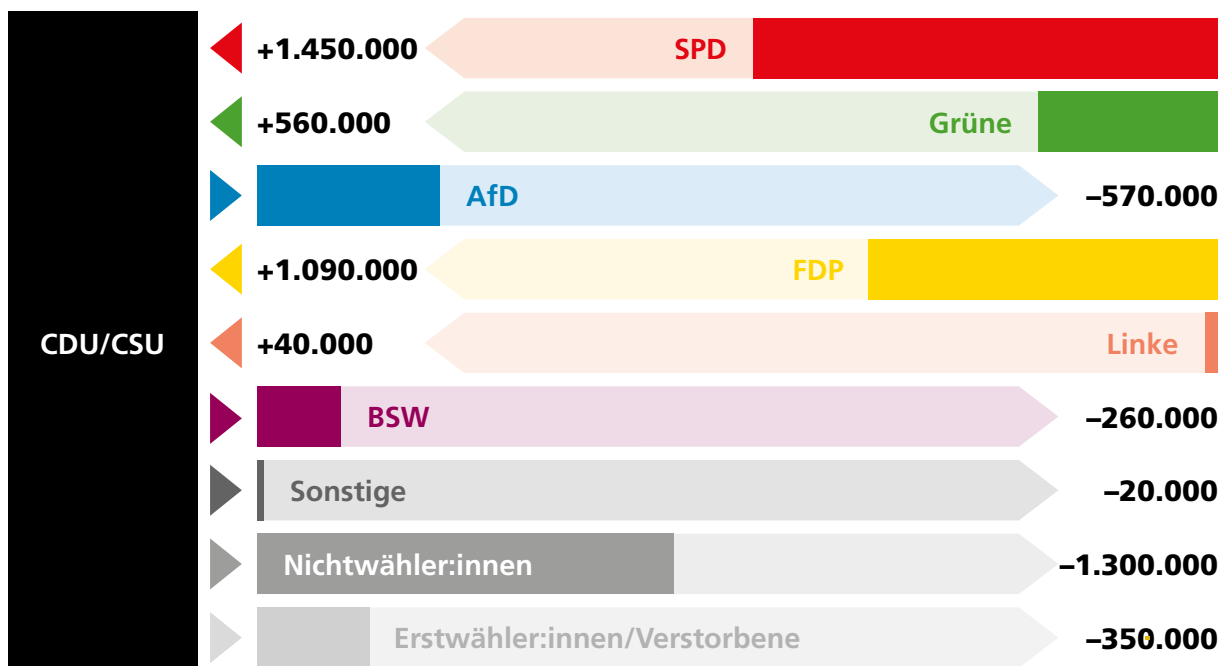 +1.450.000 SPD
+560.000 Grüne
AfD –570.000
+1.090.000 FDP
CDU/CSU +40.000 Linke
BSW –260.000
Sonstige –20.000
Nichtwähler:innen –1.300.000
Erstwähler:innen/Verstorbene –350.000